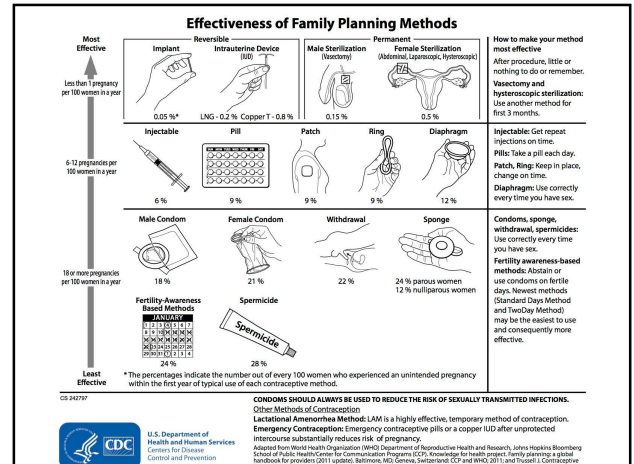 Effectiveness of Family Planning Methods
Most
Effective
Less than 1 pregnancy
per 100 women in a year
6-12 pregnancies per
100 women in a year
18 or more pregnancies
per 100 women in a year
Least
Effective
Reversible
Permanent
Implant
0.05 %*
Intrauterine Device
(IUD)
LNG - 0.2 % Copper T - 0.8 %
Male Sterilization
(Vasectomy)
0.15 %
Female Sterilization
(Abdominal, Laparoscopic, Hysteroscopic)
0.5 %
How to make your method
most effective
After procedure, little or
nothing to do or remember.
Vasectomy and
hysteroscopic sterilization:
Use another method for
first 3 months.
Injectable
6 %
Pill
9 %
Patch
9 %
Ring
9 %
Diaphragm
12 %
Injectable: Get repeat
injections on time.
Pills: Take a pill each day.
Patch, Ring: Keep in place,
change on time.
Diaphragm: Use correctly
every time you have sex.
Male Condom
18 %
Female Condom
21 %
Withdrawal
22 %
Sponge
24 % parous women
12 % nulliparous women
Condoms, sponge,
withdrawal, spermicides:
Use correctly every time
you have sex.
Fertility awareness-based
methods: Abstain or
use condoms on fertile
days. Newest methods
(Standard Days Method
and TwoDay Method)
may be the easiest to use
and consequently more
effective.
Fertility-Awareness
Based Methods
JANUARY
24 %
Spermicide
Spermicide
28 %
* The percentages indicate the number out of every 100 women who experienced an unintended pregnancy
within the first year of typical use of each contraceptive method.
CS 242797
CDC
U.S. Department of
Health and Human Services
Centers for Disease
Control and Prevention
CONDOMS SHOULD ALWAYS BE USED TO REDUCE THE RISK OF SEXUALLY TRANSMITTED INFECTIONS.
Other Methods of Contraception
Lactational Amenorrhea Method: LAM is a highly effective, temporary method of contraception.
Emergency Contraception: Emergency contraceptive pills or a copper IUD after unprotected
intercourse substantially reduces risk of pregnancy.
Adapted from World Health Organization (WHO) Department of Reproductive Health and Research, Johns Hopkins Bloomberg
School of Public Health/Center for Communication Programs (CCP). Knowledge for health project. Family planning: a global
handbook for providers (2011 update). Baltimore, MD; Geneva, Switzerland: CCP and WHO; 2011; and Trussell J. Contraceptive